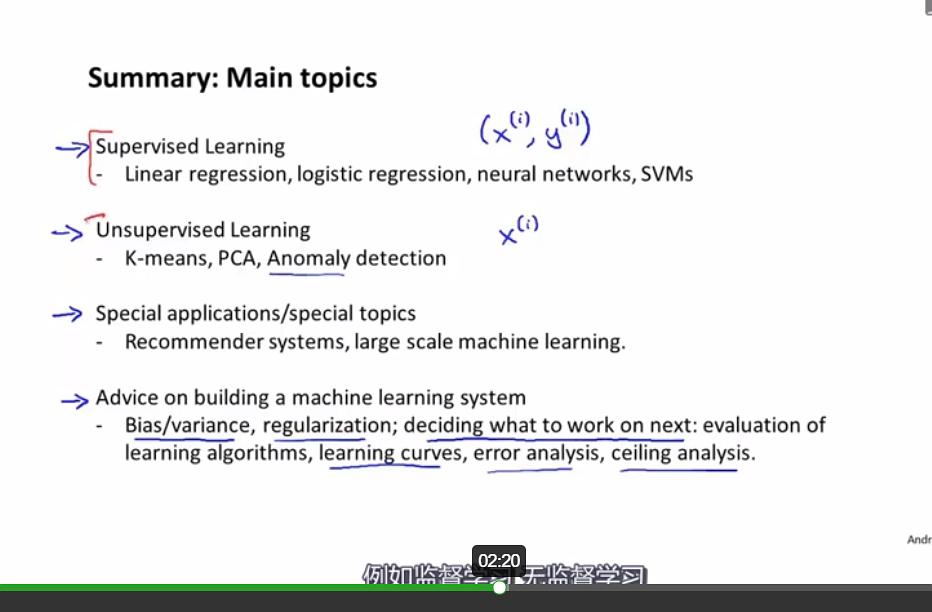 Summary: Main topics
(x^(i), y^(i))
Supervised Learning
- Linear regression, logistic regression, neural networks, SVMs
Unsupervised Learning
x^(i)
- K-means, PCA, Anomaly detection
Special applications/special topics
- Recommender systems, large scale machine learning.
Advice on building a machine learning system
- Bias/variance, regularization; deciding what to work on next: evaluation of
learning algorithms, learning curves, error analysis, ceiling analysis.
Andr
02:20
例如监督学习 无监督学习